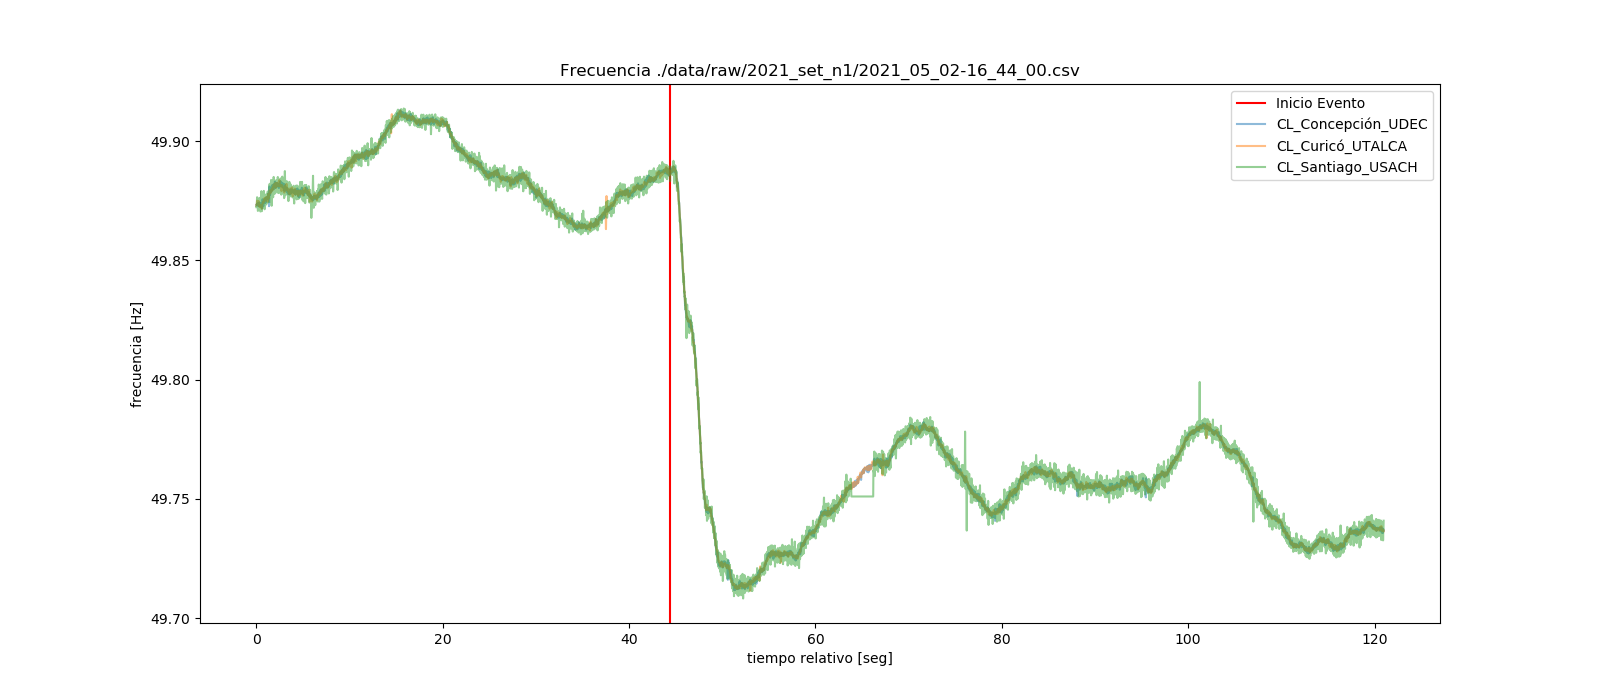 Frecuencia ./data/raw/2021_set_n1/2021_05_02-16_44_00.csv
Inicio Evento
CL_Concepción_UDEC
CL_Curicó_UTALCA
CL_Santiago_USACH
frecuencia [Hz]
49.90
49.85
49.80
49.75
49.70
0 20 40 60 80 100 120
tiempo relativo [seg]